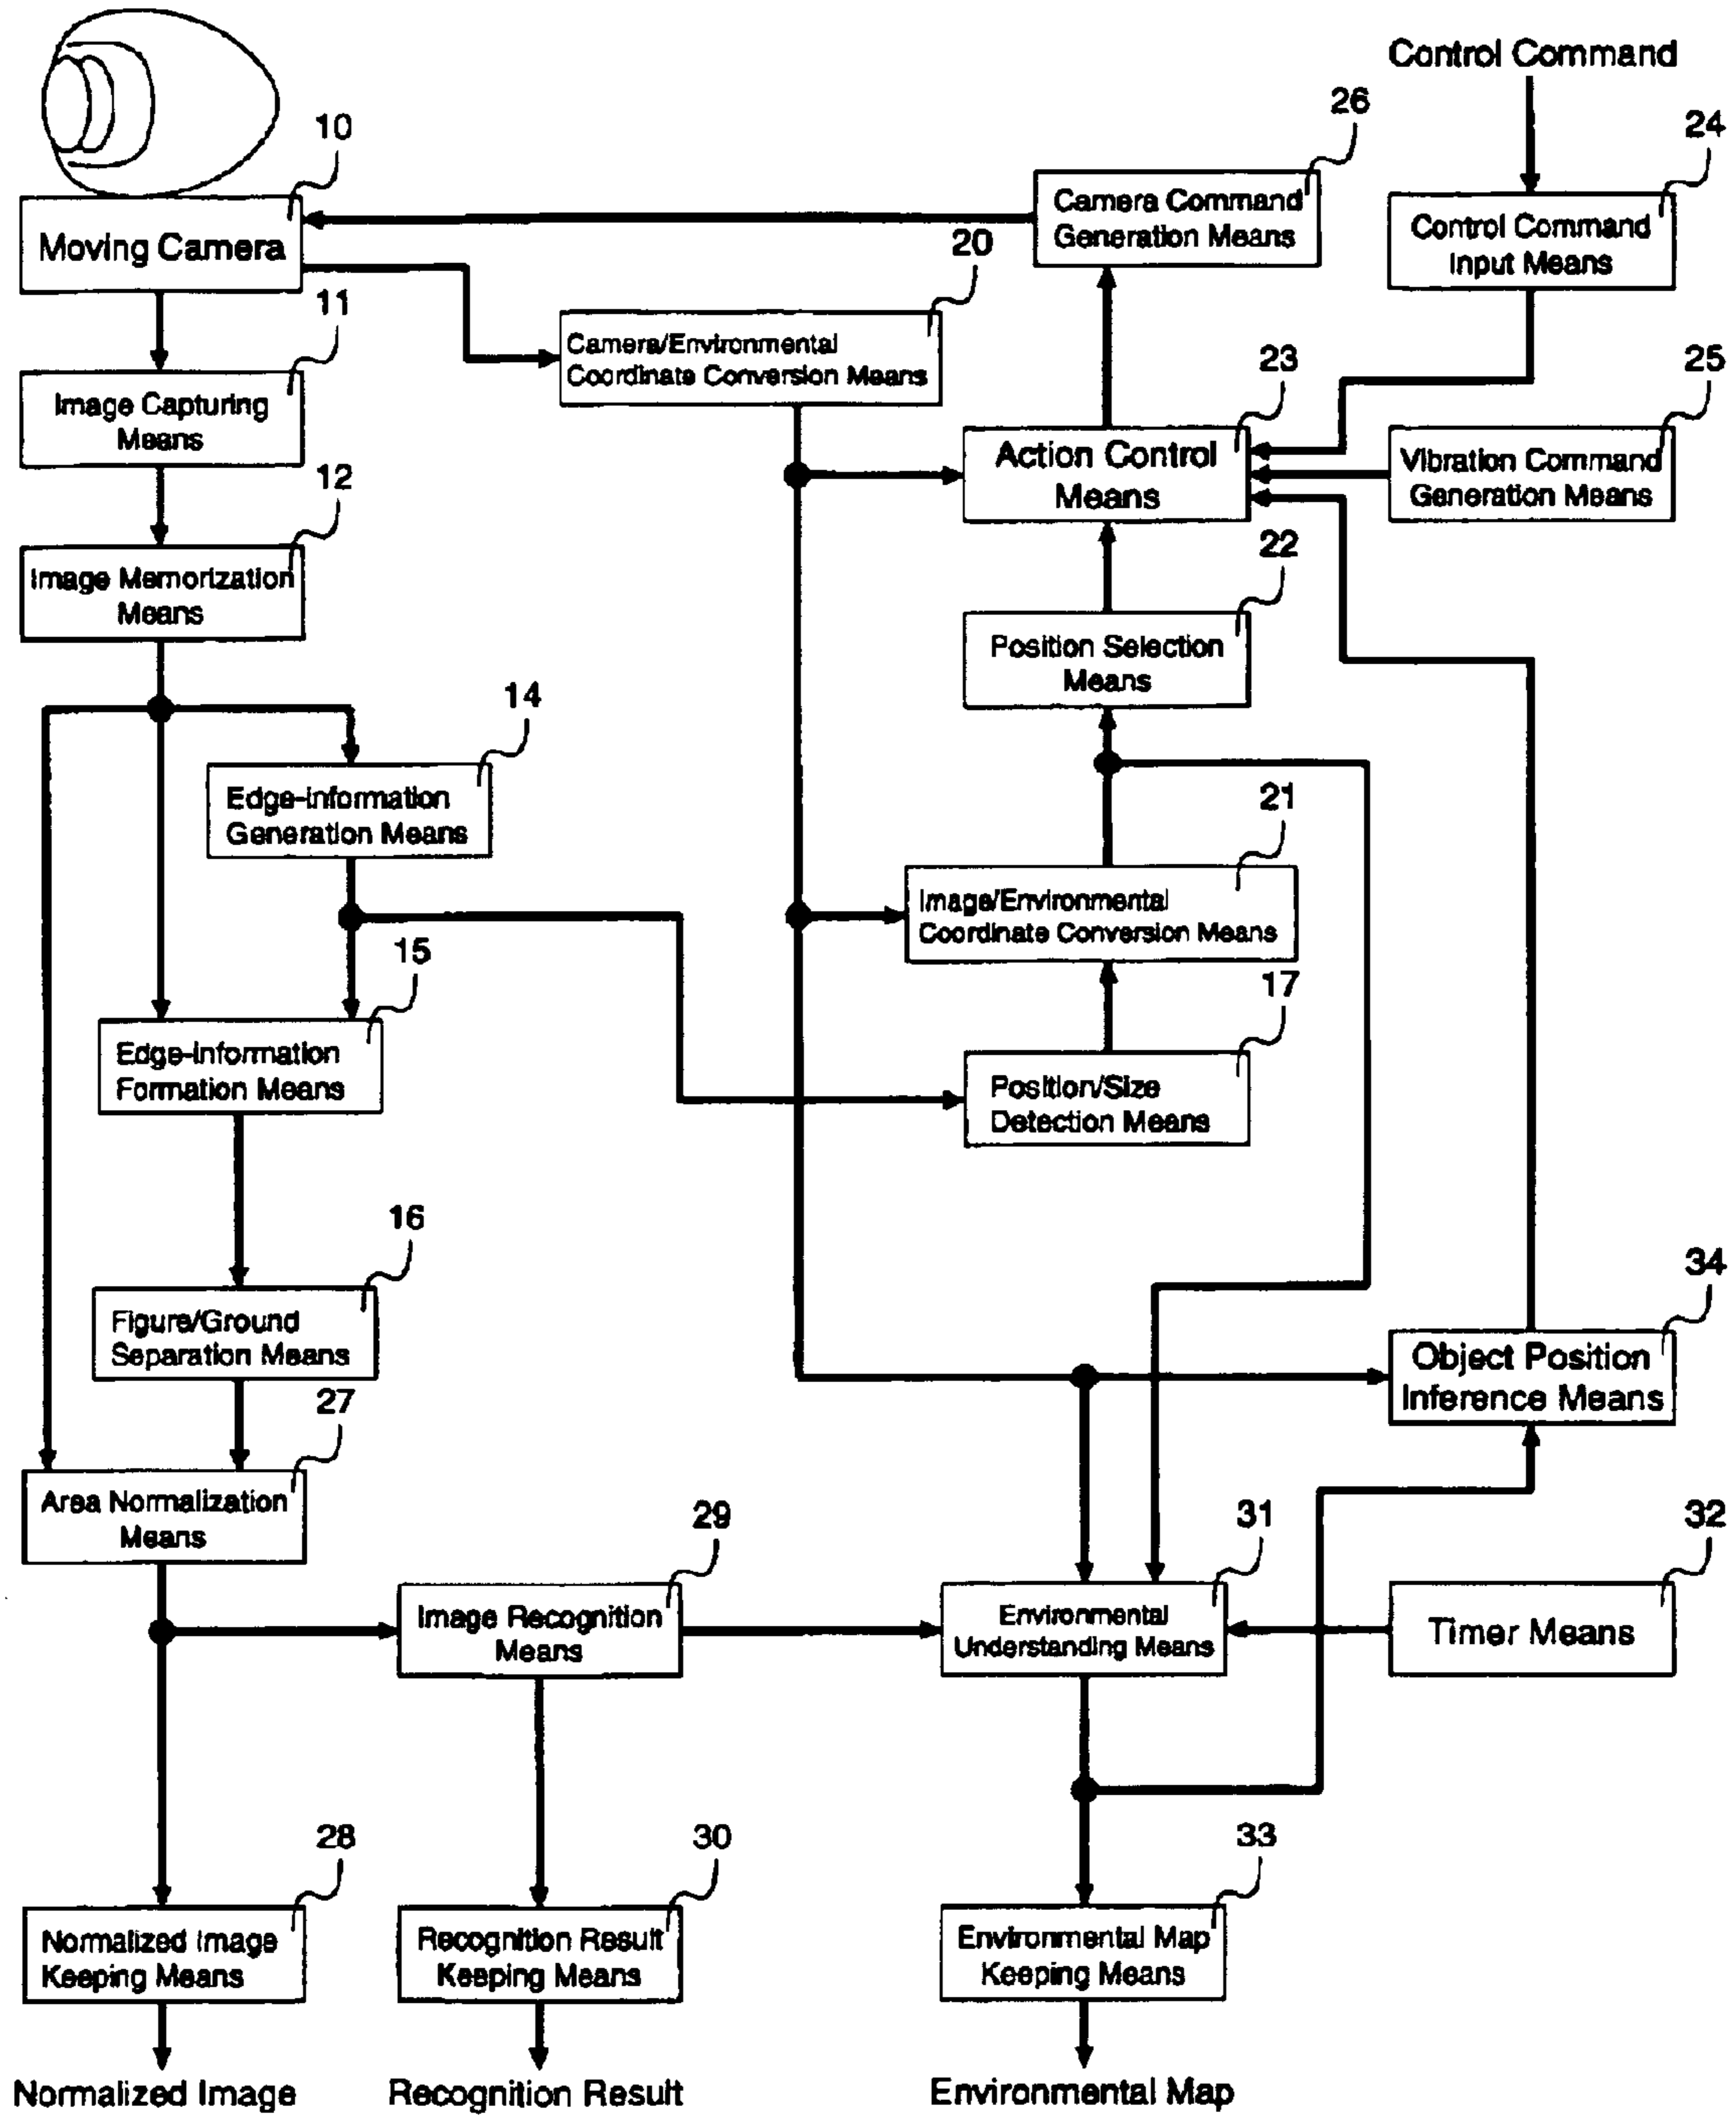 Control Command
26
24
10
Camera Command
Generation Means
Control Command
Input Means
Moving Camera
20
11
Camera/Environmental
Coordinate Conversion Means
23
25
Image Capturing
Means
Action Control
Means
Vibration Command
Generation Means
12
22
Image Memorization
Means
Position Selection
Means
14
Edge-information
Generation Means
21
Image/Environmental
Coordinate Conversion Means
15
17
Edge-information
Formation Means
Position/Size
Detection Means
16
34
Figure/Ground
Separation Means
Object Position
Inference Means
27
Area Normalization
Means
29
31
32
Image Recognition
Means
Environmental
Understanding Means
Timer Means
28
30
33
Normalized Image
Keeping Means
Recognition Result
Keeping Means
Environmental Map
Keeping Means
Normalized Image
Recognition Result
Environmental Map